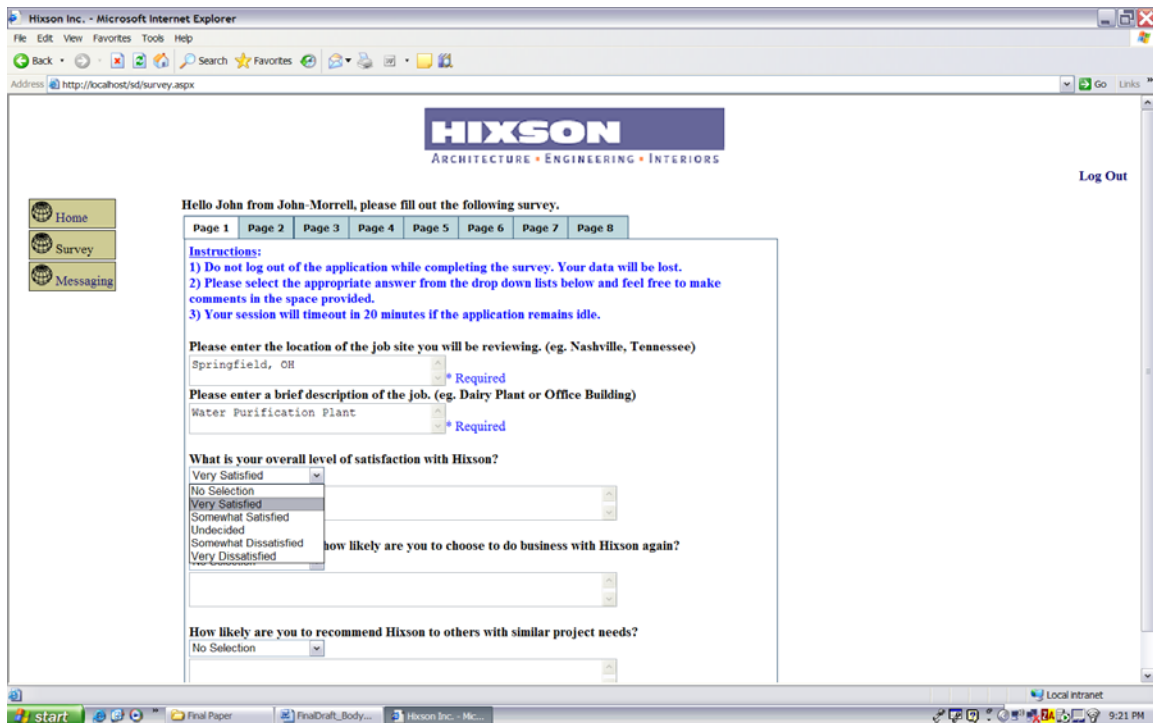 Hixson Inc. - Microsoft Internet Explorer
File Edit View Favorites Tools Help
Back Search Favorites
Address http://localhost/sd/survey.aspx Go Links
HIXSON
ARCHITECTURE • ENGINEERING • INTERIORS
Log Out
Home
Survey
Messaging
Hello John from John-Morrell, please fill out the following survey.
Page 1 Page 2 Page 3 Page 4 Page 5 Page 6 Page 7 Page 8
Instructions:
1) Do not log out of the application while completing the survey. Your data will be lost.
2) Please select the appropriate answer from the drop down lists below and feel free to make
comments in the space provided.
3) Your session will timeout in 20 minutes if the application remains idle.
Please enter the location of the job site you will be reviewing. (eg. Nashville, Tennessee)
Springfield, OH
* Required
Please enter a brief description of the job. (eg. Dairy Plant or Office Building)
Water Purification Plant
* Required
What is your overall level of satisfaction with Hixson?
Very Satisfied
No Selection
Very Satisfied
Somewhat Satisfied
Undecided
Somewhat Dissatisfied
Very Dissatisfied
how likely are you to choose to do business with Hixson again?
How likely are you to recommend Hixson to others with similar project needs?
No Selection
Local intranet
start Final Paper FinalDraft_Body... Hixson Inc. - Mic... 9:21 PM